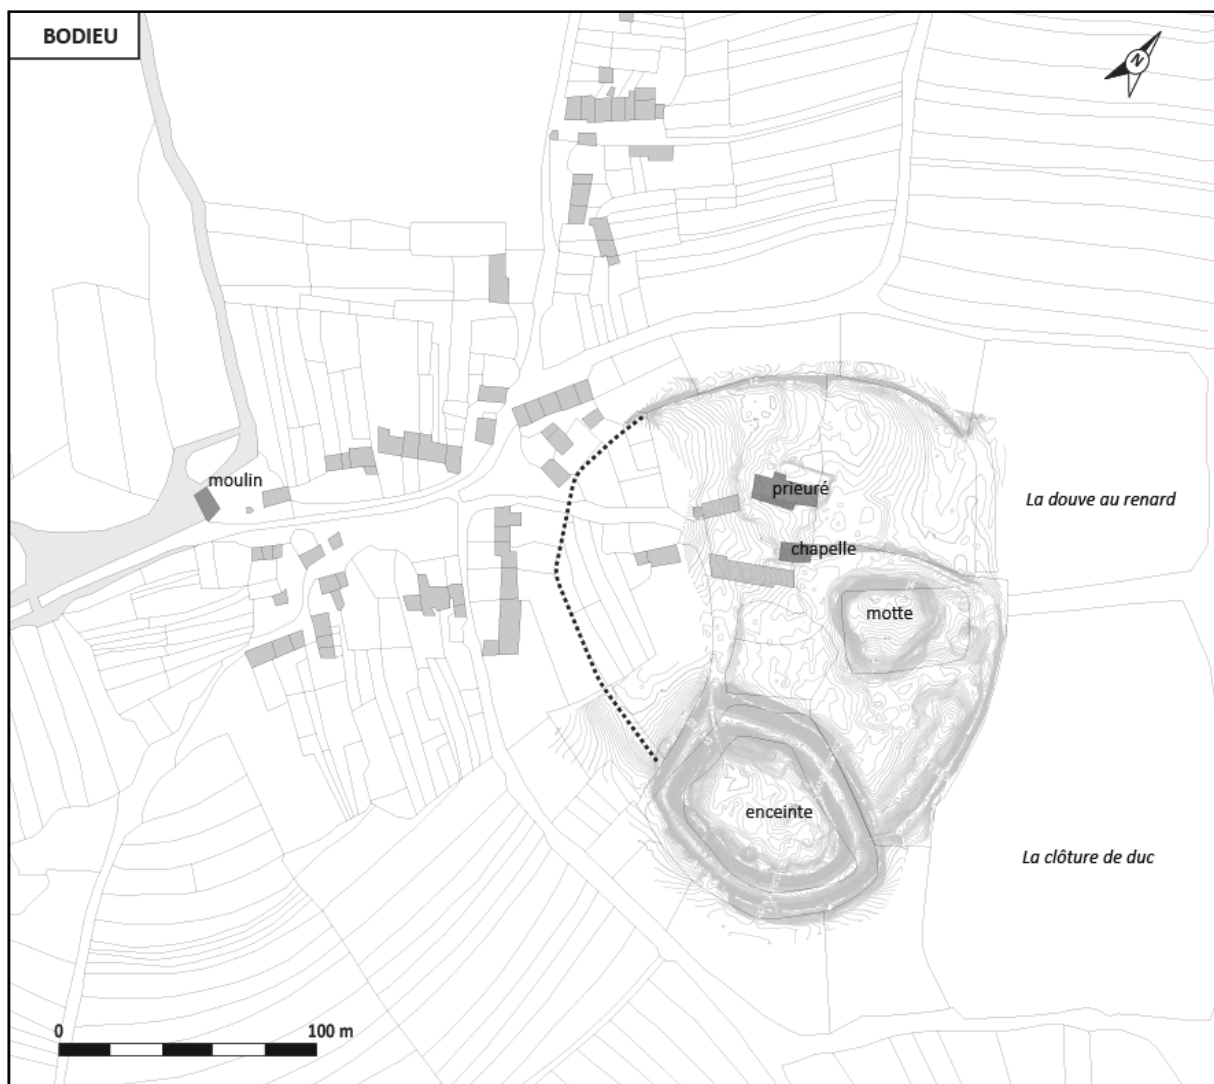 BODIEU
N
moulin
prieuré
La douve au renard
chapelle
motte
enceinte
La clôture de duc
0 100 m